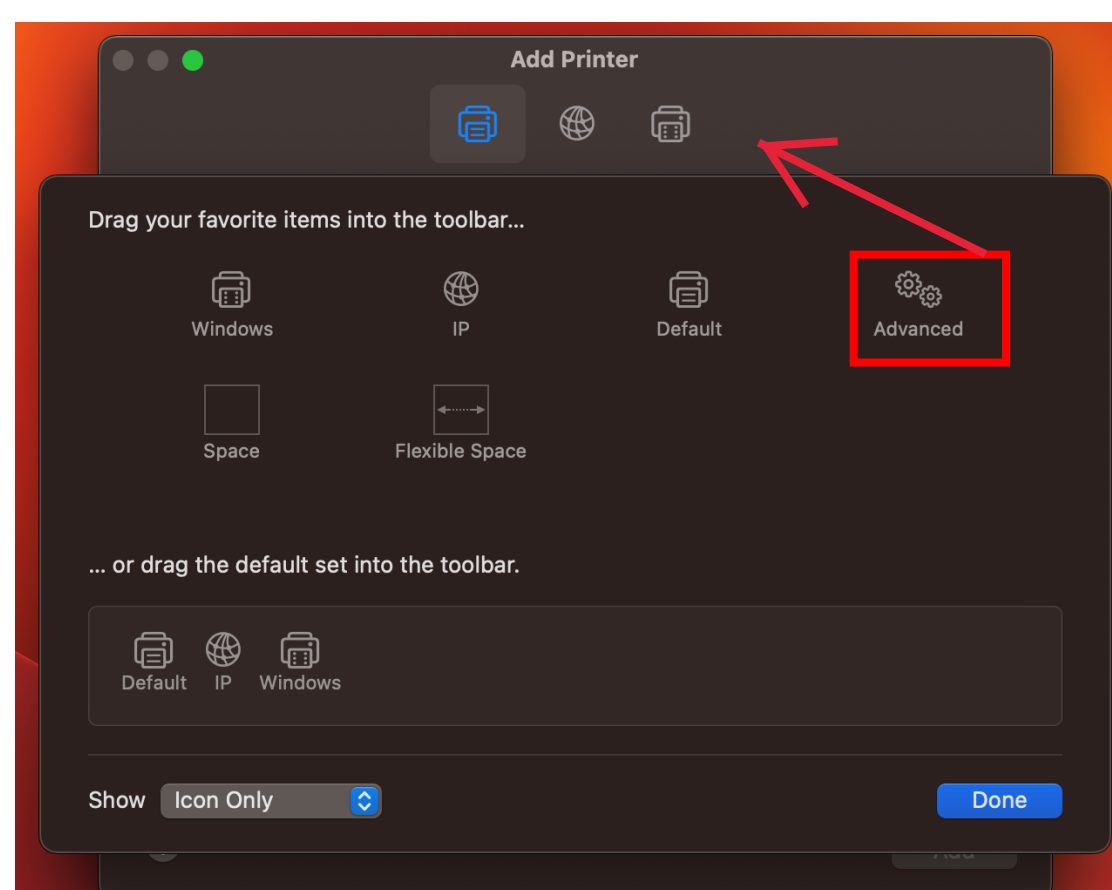 Add Printer
Drag your favorite items into the toolbar...
Windows IP Default Advanced
Space Flexible Space
... or drag the default set into the toolbar.
Default IP Windows
Show Icon Only Done
Add